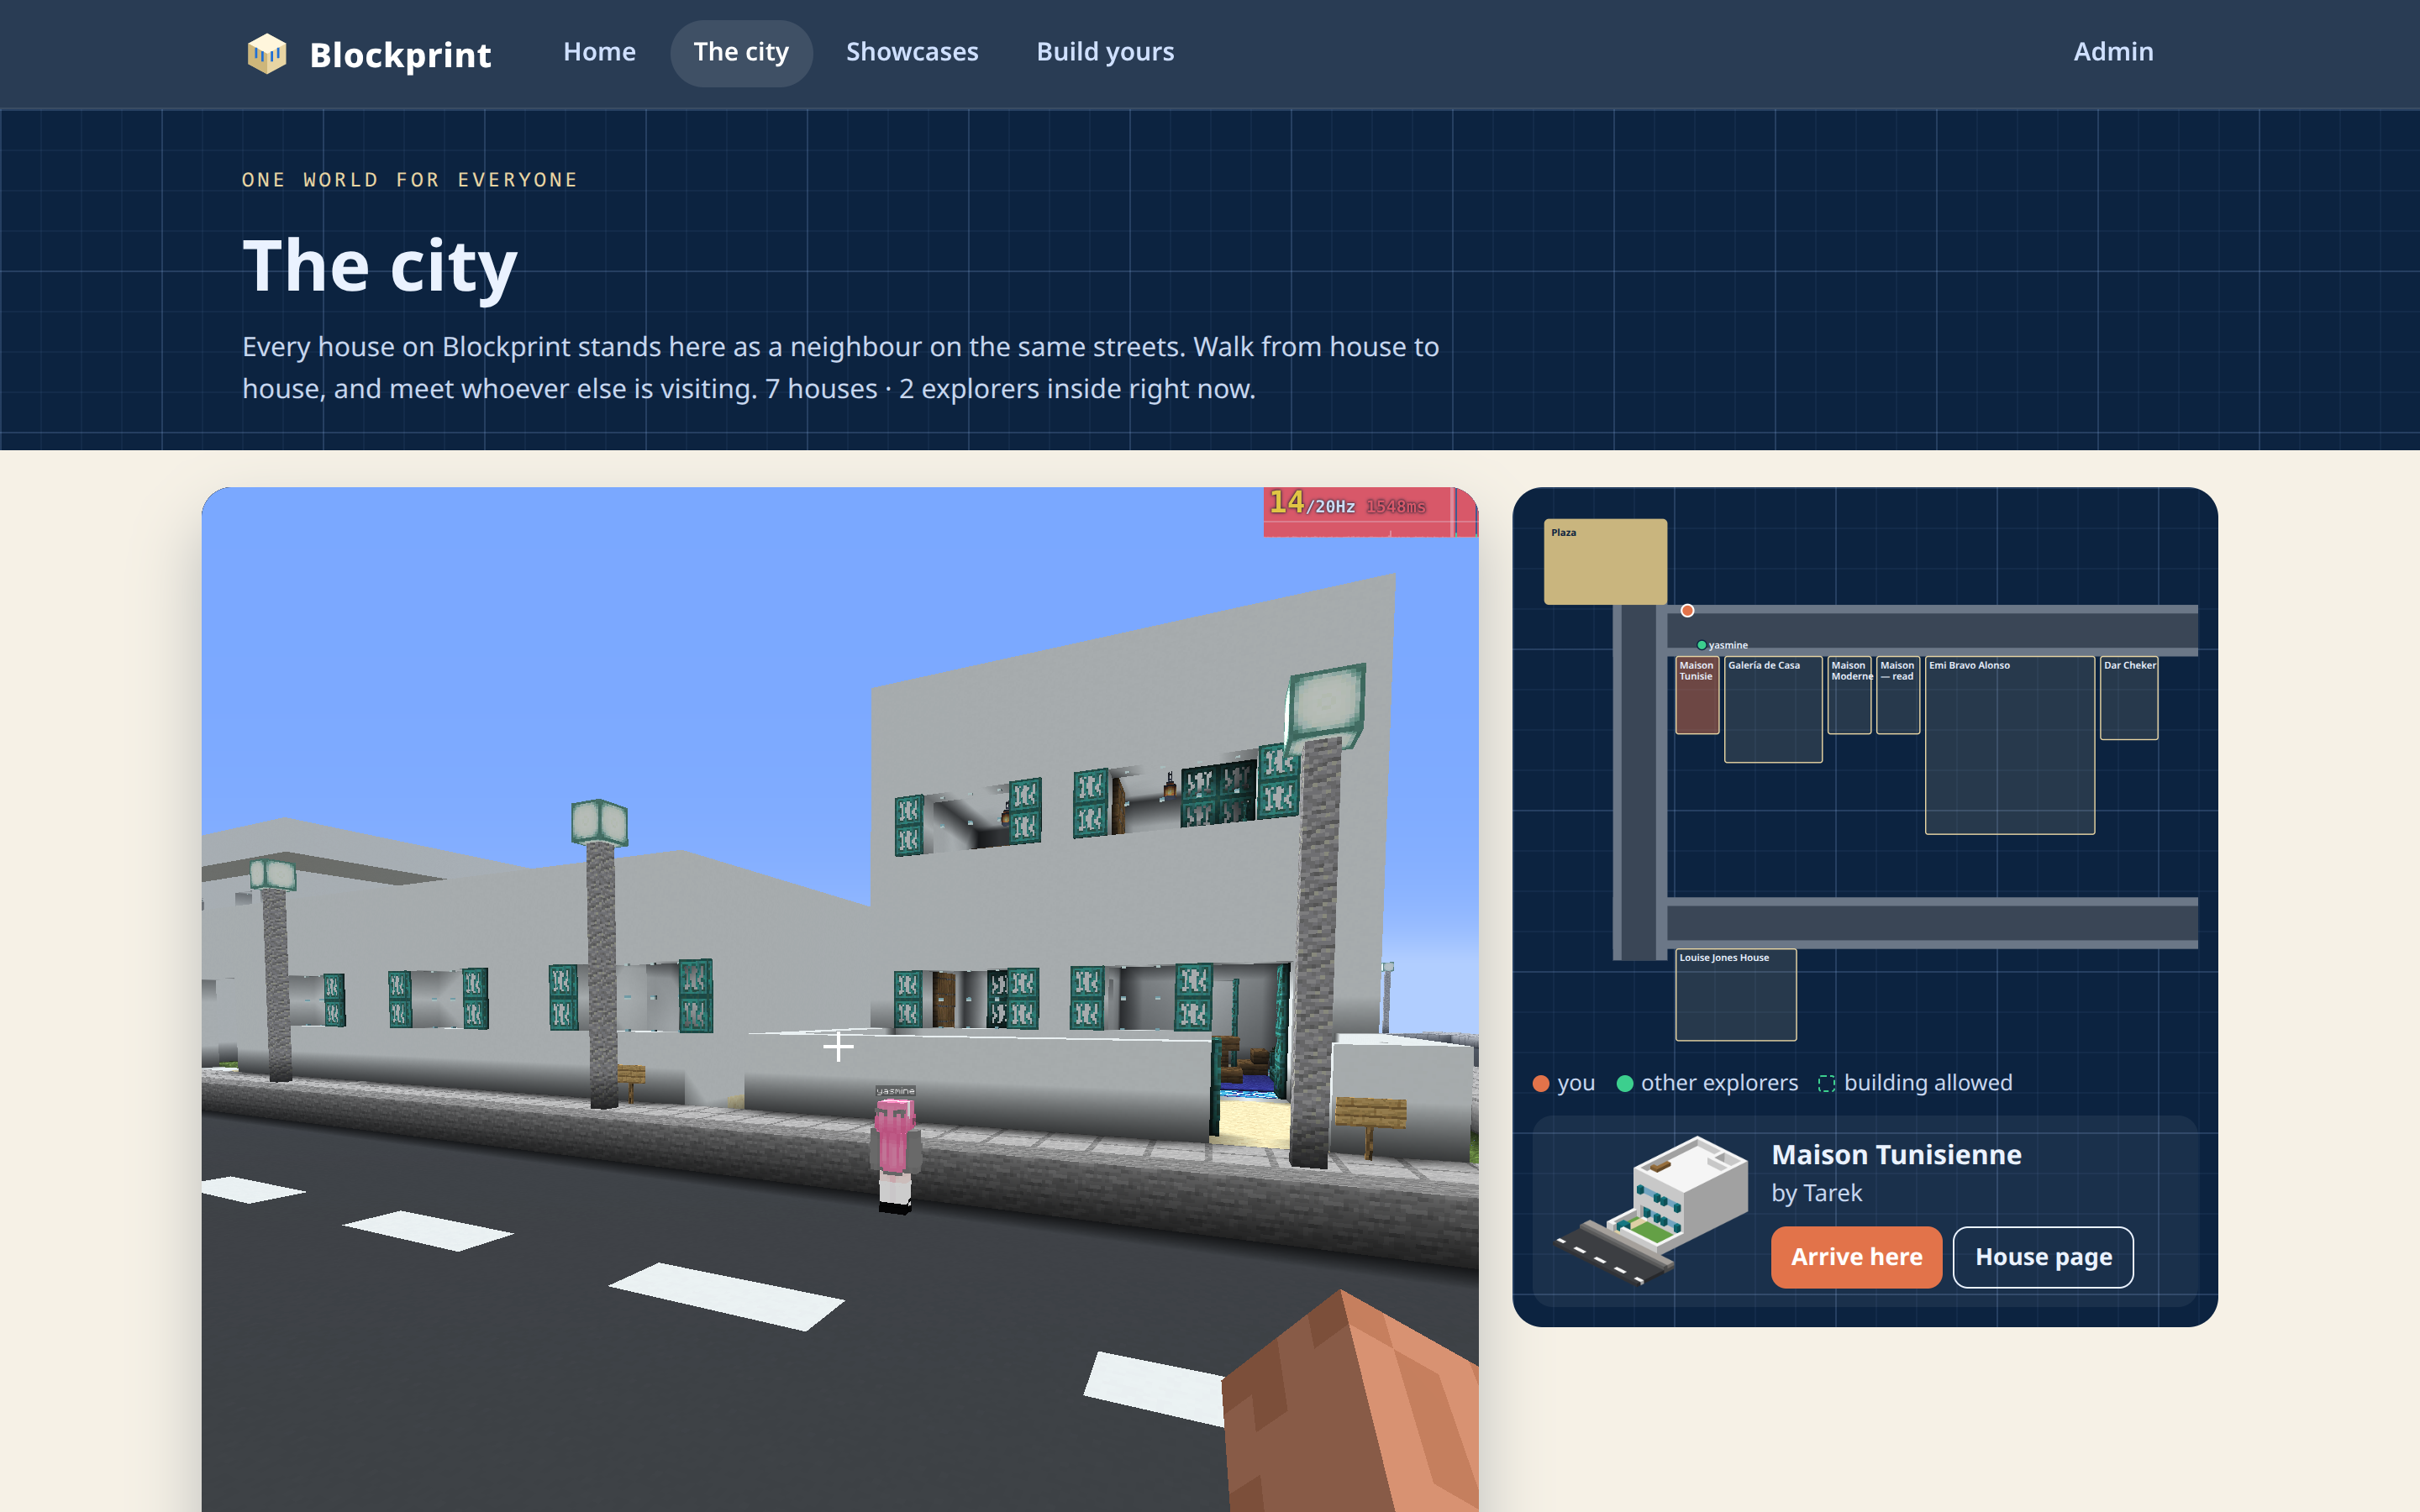 Blockprint
Home
The city
Showcases
Build yours
Admin
ONE WORLD FOR EVERYONE
The city
Every house on Blockprint stands here as a neighbour on the same streets. Walk from house to
house, and meet whoever else is visiting. 7 houses · 2 explorers inside right now.
14/20Hz 1548ms
yasmine
Plaza
yasmine
Maison
Tunisie
Galería de Casa
Maison
Moderne
Maison
— read
Emi Bravo Alonso
Dar Cheker
Louise Jones House
you
other explorers
building allowed
Maison Tunisienne
by Tarek
Arrive here
House page